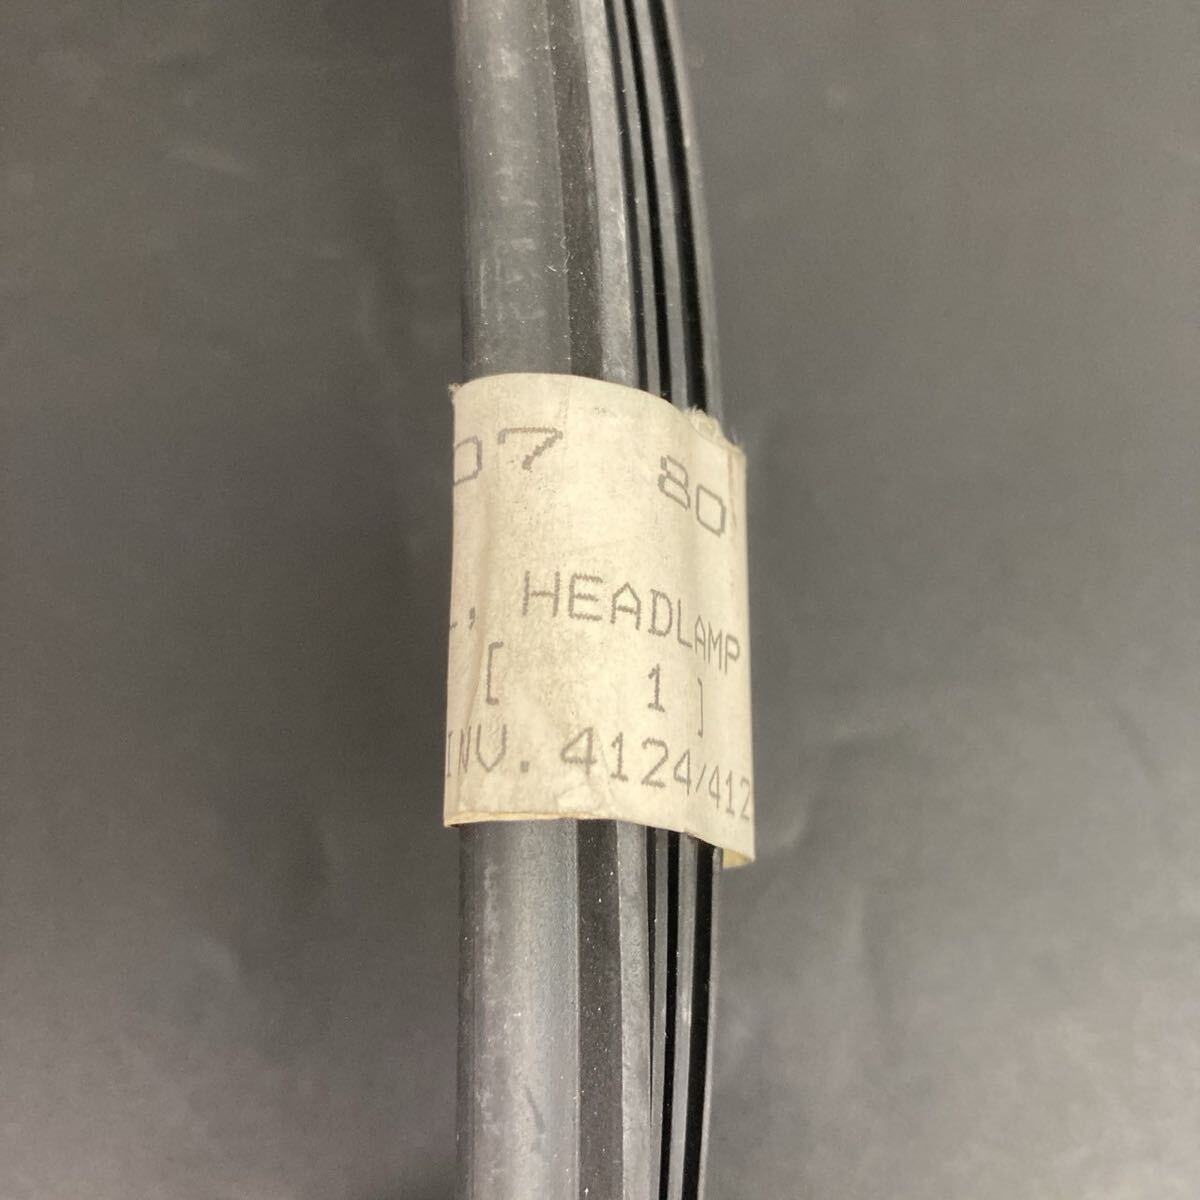 07 80
, HEADLAMP
[ 1 ]
INV. 4124/412